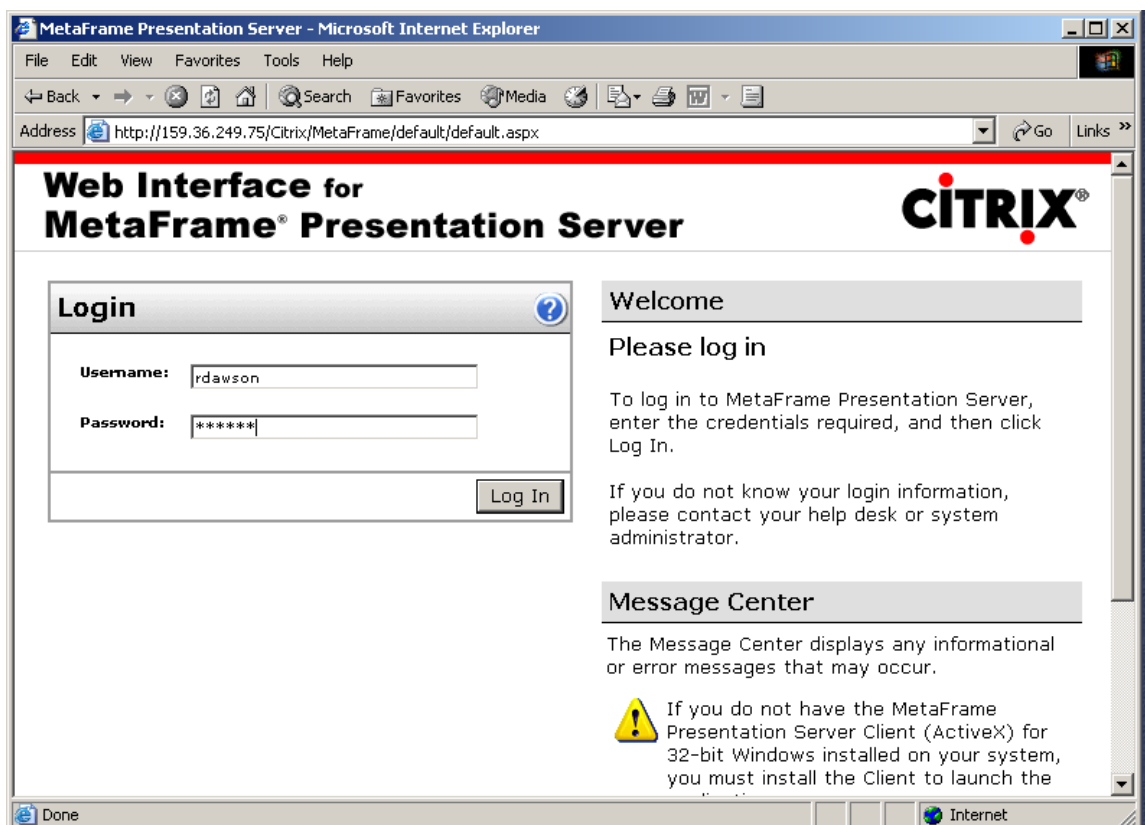 MetaFrame Presentation Server - Microsoft Internet Explorer
File Edit View Favorites Tools Help
Back Search Favorites Media
Address http://159.36.249.75/Citrix/MetaFrame/default/default.aspx Go Links »
Web Interface for
MetaFrame® Presentation Server
CITRIX®
Login
Username: rdawson
Password: ******
Log In
Welcome
Please log in
To log in to MetaFrame Presentation Server,
enter the credentials required, and then click
Log In.
If you do not know your login information,
please contact your help desk or system
administrator.
Message Center
The Message Center displays any informational
or error messages that may occur.
If you do not have the MetaFrame
Presentation Server Client (ActiveX) for
32-bit Windows installed on your system,
you must install the Client to launch the
Done Internet